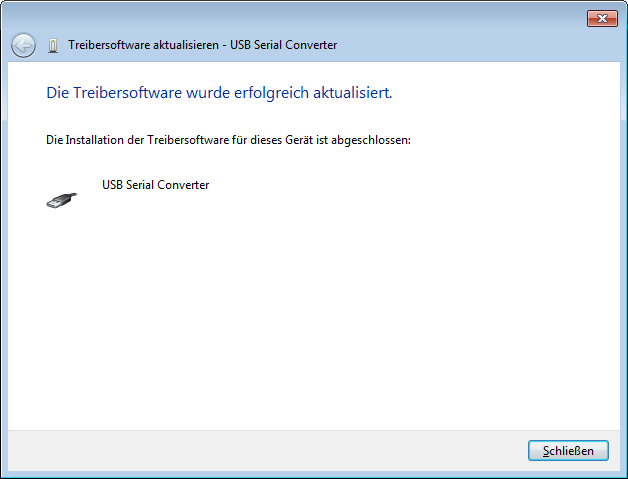 Treibersoftware aktualisieren - USB Serial Converter
Die Treibersoftware wurde erfolgreich aktualisiert.
Die Installation der Treibersoftware für dieses Gerät ist abgeschlossen:
USB Serial Converter
Schließen